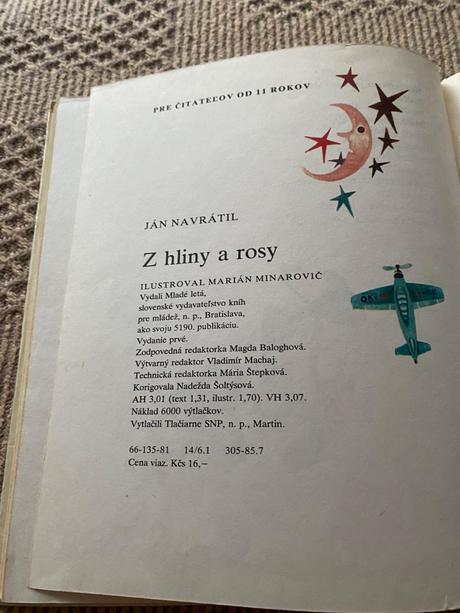 PRE ČITATEĽOV OD 11 ROKOV
JÁN NAVRÁTIL
Z hliny a rosy
ILUSTROVAL MARIÁN MINAROVIČ
Vydali Mladé letá,
slovenské vydavateľstvo kníh
pre mládež, n. p., Bratislava,
ako svoju 5190. publikáciu.
Vydanie prvé.
Zodpovedná redaktorka Magda Baloghová.
Výtvarný redaktor Vladimír Machaj.
Technická redaktorka Mária Štepková.
Korigovala Nadežda Šoltýsová.
AH 3,01 (text 1,31, ilustr. 1,70). VH 3,07.
Náklad 6000 výtlačkov.
Vytlačili Tlačiarne SNP, n. p., Martin.
66-135-81 14/6.1 305-85.7
Cena viaz. Kčs 16,—